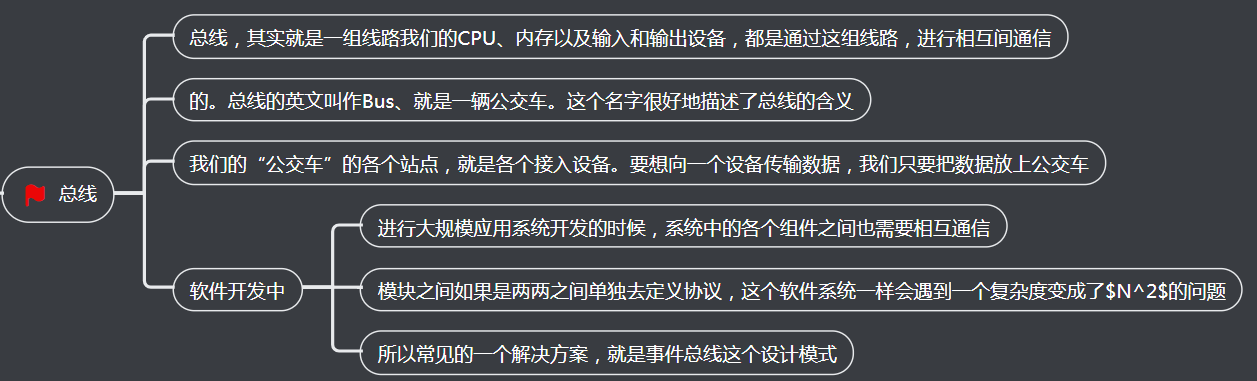 总线，其实就是一组线路我们的CPU、内存以及输入和输出设备，都是通过这组线路，进行相互间通信
的。总线的英文叫作Bus、就是一辆公交车。这个名字很好地描述了总线的含义
我们的“公交车”的各个站点，就是各个接入设备。要想向一个设备传输数据，我们只要把数据放上公交车
总线
软件开发中
进行大规模应用系统开发的时候，系统中的各个组件之间也需要相互通信
模块之间如果是两两之间单独去定义协议，这个软件系统一样会遇到一个复杂度变成了$N^2$的问题
所以常见的一个解决方案，就是事件总线这个设计模式